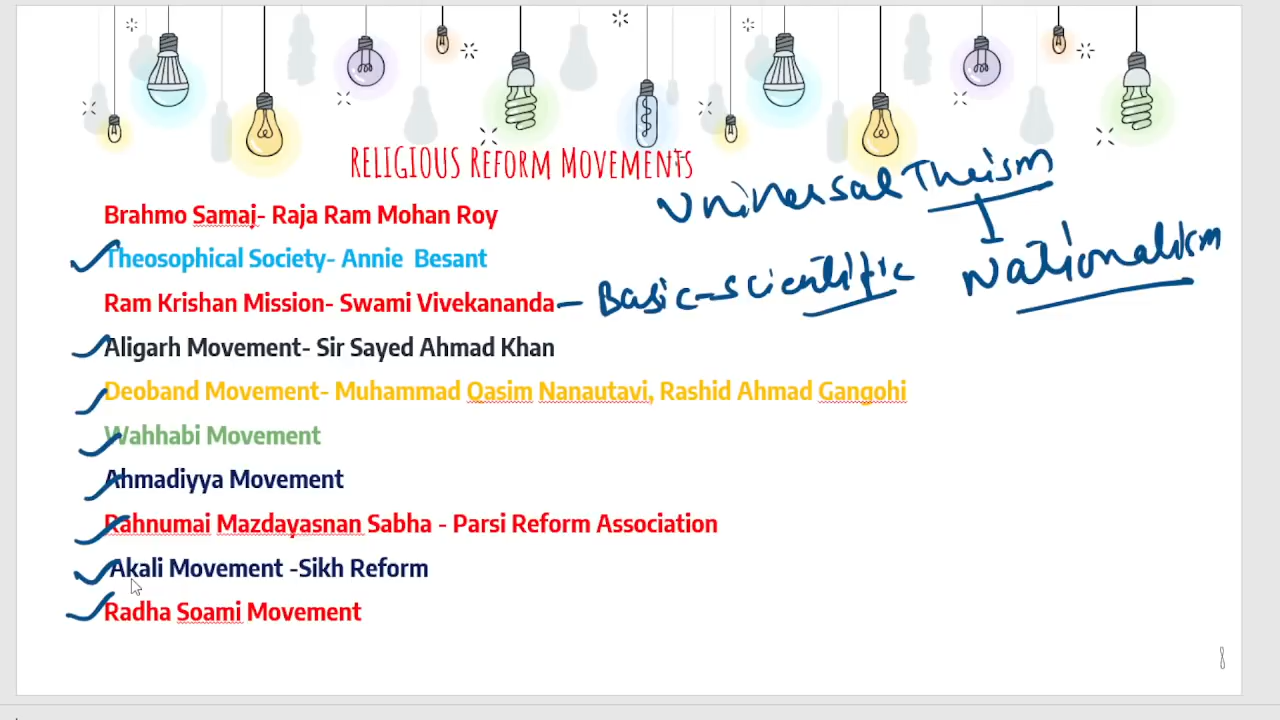 RELIGIOUS REFORM MOVEMENTS
Universal Theism
Brahmo Samaj- Raja Ram Mohan Roy
Nationalism
Theosophical Society- Annie Besant
Ram Krishan Mission- Swami Vivekananda – Basic-scientific
Aligarh Movement- Sir Sayed Ahmad Khan
Deoband Movement- Muhammad Qasim Nanautavi, Rashid Ahmad Gangohi
Wahhabi Movement
Ahmadiyya Movement
Rahnumai Mazdayasnan Sabha - Parsi Reform Association
Akali Movement -Sikh Reform
Radha Soami Movement
8